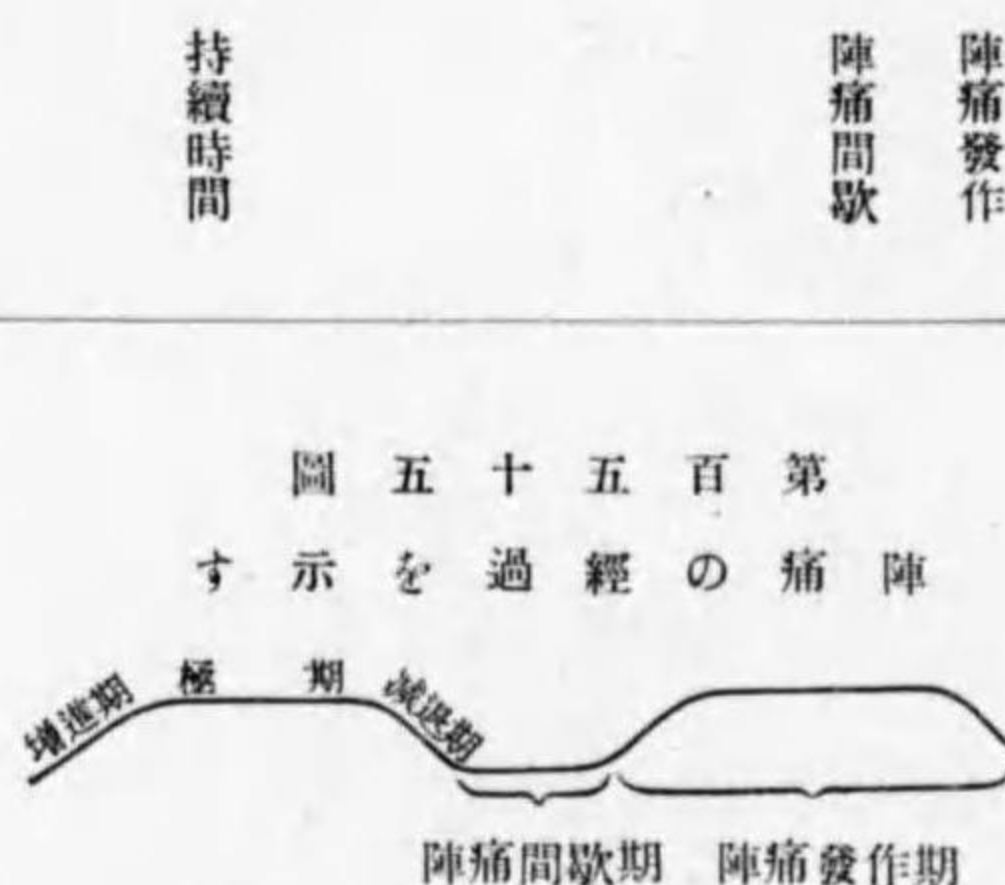 陣痛發作
陣痛間歇
持續時間
第百五十五圖
陣痛の經過を示す
增進期
極期
減退期
陣痛間歇期
陣痛發作期